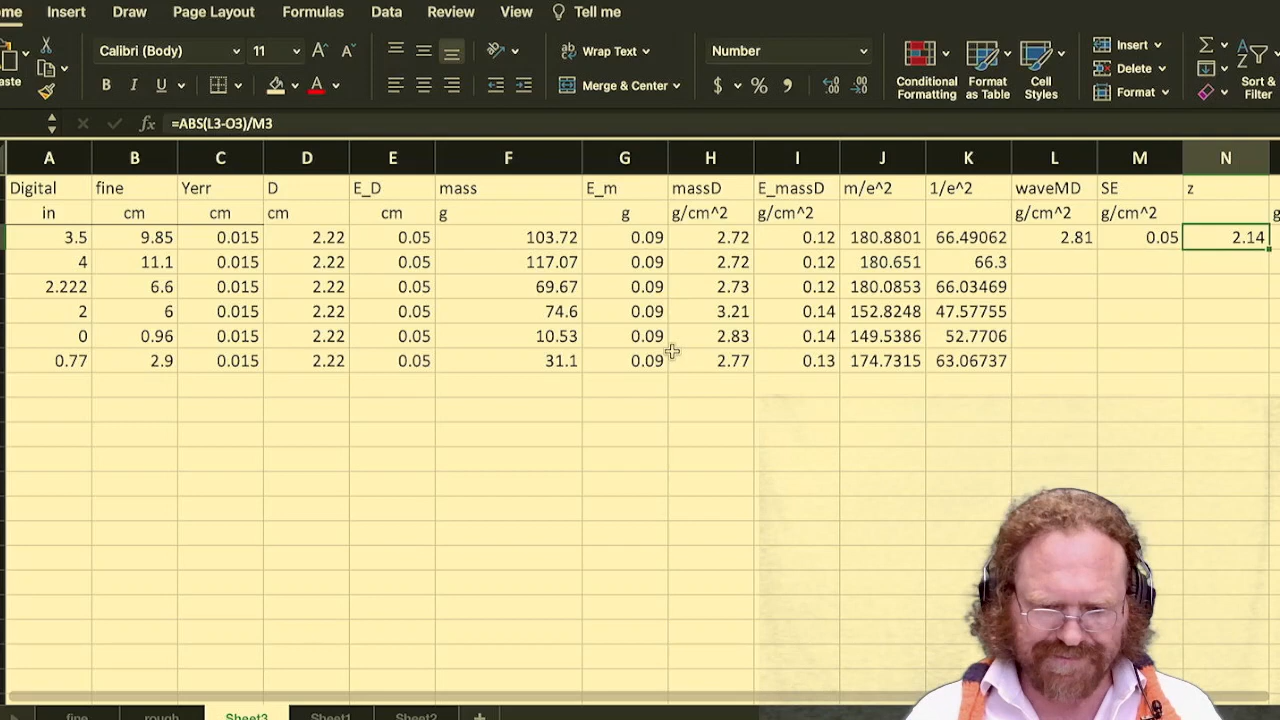 ome Insert Draw Page Layout Formulas Data Review View Tell me
Calibri (Body) 11 Wrap Text Number Insert
aste B I U Merge & Center $ % Conditional Formatting Format as Table Cell Styles Delete Format Sort & Filter
fx =ABS(L3-O3)/M3
A B C D E F G H I J K L M N
Digital fine Yerr D E_D mass E_m massD E_massD m/e^2 1/e^2 waveMD SE z
in cm cm cm cm g g g/cm^2 g/cm^2 g/cm^2 g/cm^2 g
3.5 9.85 0.015 2.22 0.05 103.72 0.09 2.72 0.12 180.8801 66.49062 2.81 0.05 2.14
4 11.1 0.015 2.22 0.05 117.07 0.09 2.72 0.12 180.651 66.3
2.222 6.6 0.015 2.22 0.05 69.67 0.09 2.73 0.12 180.0853 66.03469
2 6 0.015 2.22 0.05 74.6 0.09 3.21 0.14 152.8248 47.57755
0 0.96 0.015 2.22 0.05 10.53 0.09 2.83 0.14 149.5386 52.7706
0.77 2.9 0.015 2.22 0.05 31.1 0.09 2.77 0.13 174.7315 63.06737
fine rough Sheet3 Sheet1 Sheet2